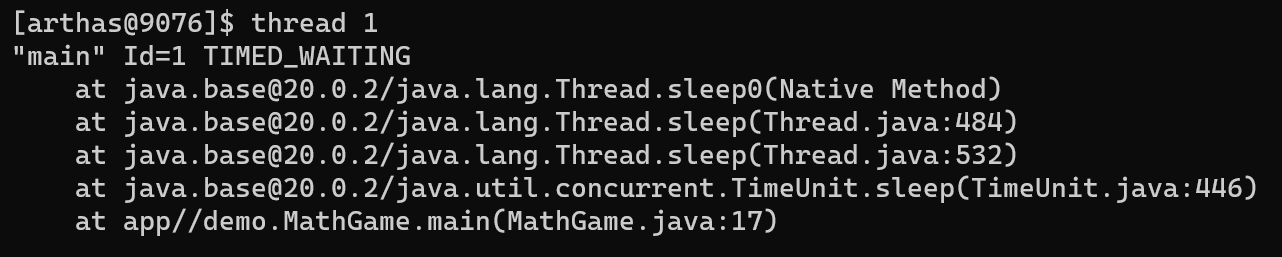 [arthas@9076]$ thread 1
"main" Id=1 TIMED_WAITING
    at java.base@20.0.2/java.lang.Thread.sleep0(Native Method)
    at java.base@20.0.2/java.lang.Thread.sleep(Thread.java:484)
    at java.base@20.0.2/java.lang.Thread.sleep(Thread.java:532)
    at java.base@20.0.2/java.util.concurrent.TimeUnit.sleep(TimeUnit.java:446)
    at app//demo.MathGame.main(MathGame.java:17)